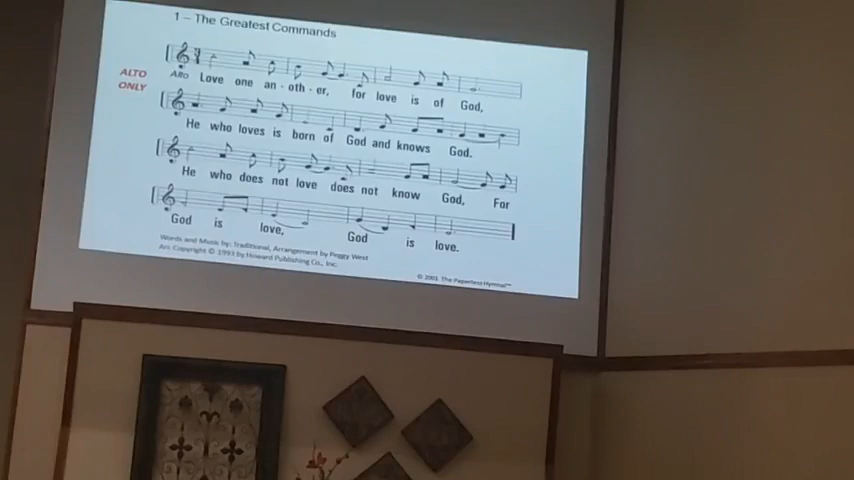 1 – The Greatest Commands
ALTO
ONLY
Alto
Love one an - oth - er, for love is of God,
He who loves is born of God and knows God.
He who does not love does not know God, For
God is love, God is love.
Words and Music by: Traditional, Arrangement by Peggy West
Arr. Copyright © 1993 by Howard Publishing Co., Inc.
© 2001 The Paperless Hymnal™